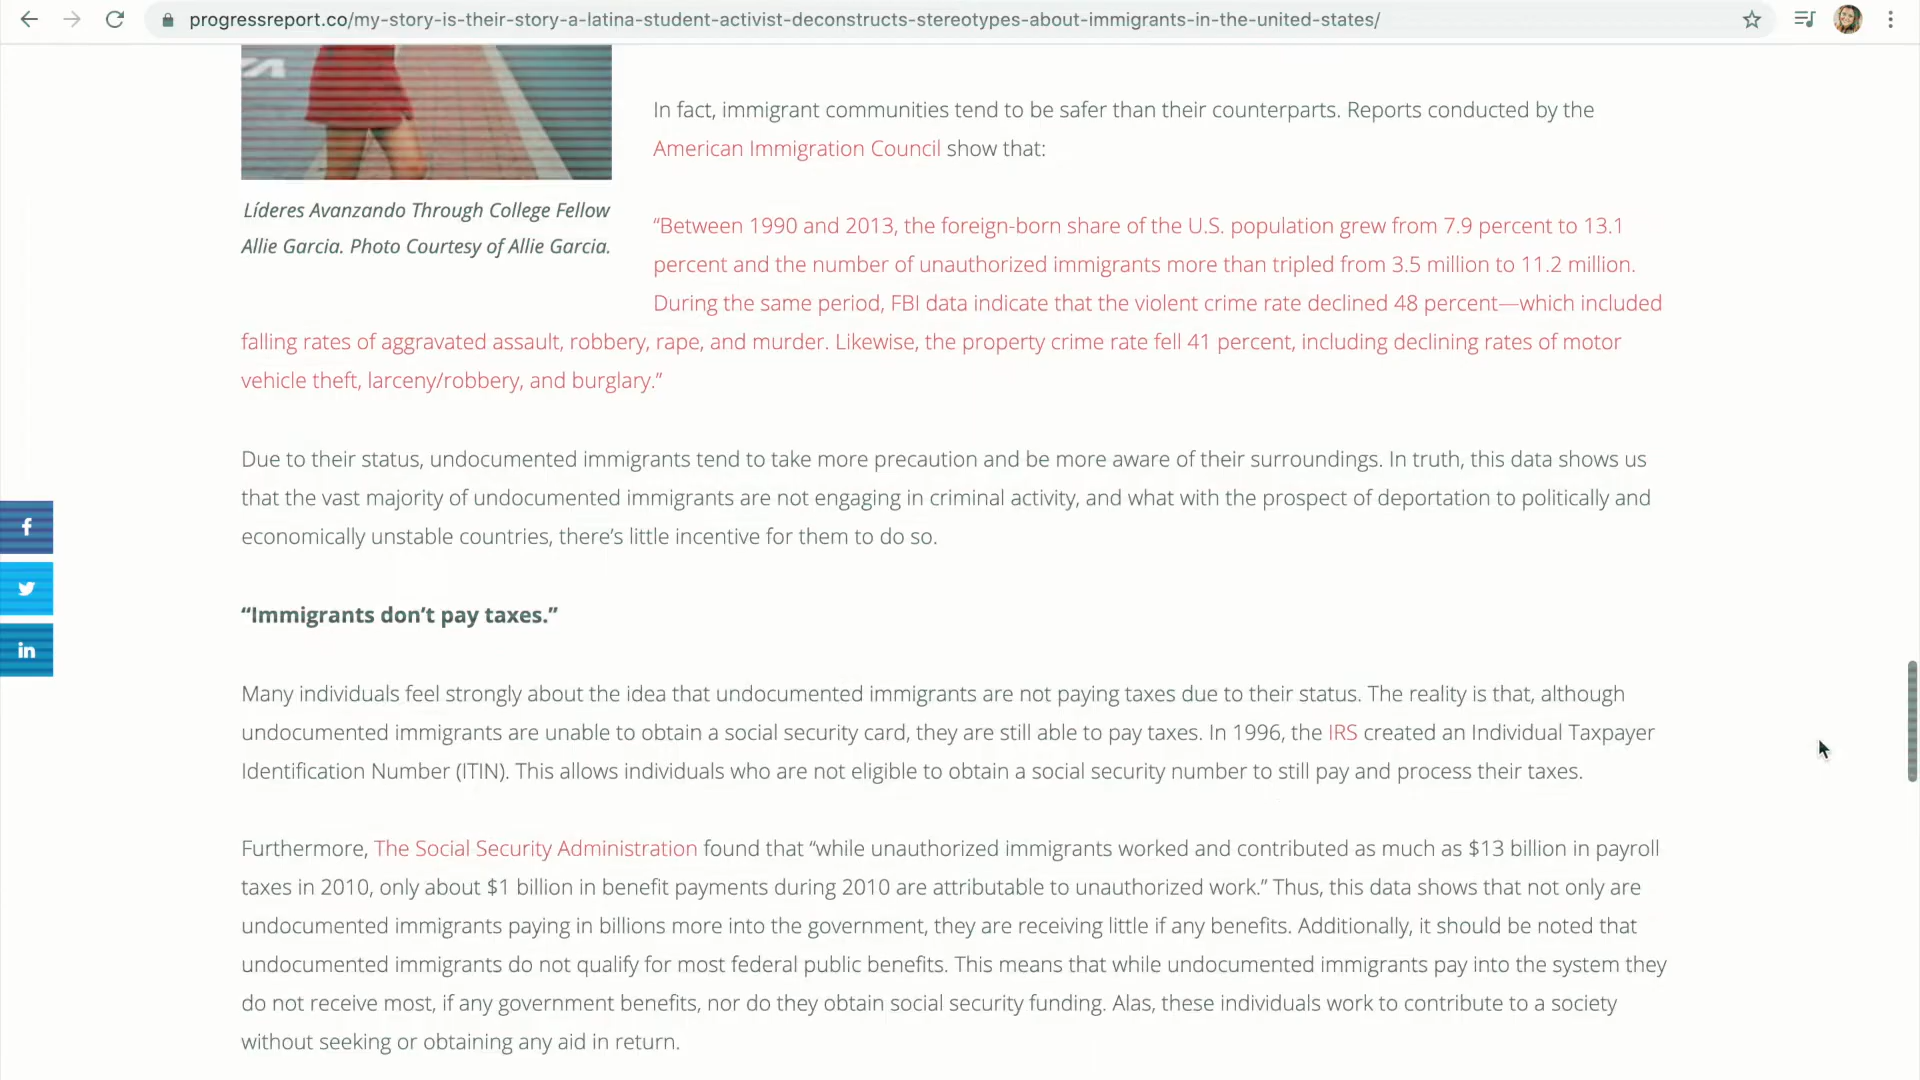 progressreport.co/my-story-is-their-story-a-latina-student-activist-deconstructs-stereotypes-about-immigrants-in-the-united-states/
In fact, immigrant communities tend to be safer than their counterparts. Reports conducted by the
American Immigration Council show that:
Líderes Avanzando Through College Fellow
Allie Garcia. Photo Courtesy of Allie Garcia.
“Between 1990 and 2013, the foreign-born share of the U.S. population grew from 7.9 percent to 13.1
percent and the number of unauthorized immigrants more than tripled from 3.5 million to 11.2 million.
During the same period, FBI data indicate that the violent crime rate declined 48 percent—which included
falling rates of aggravated assault, robbery, rape, and murder. Likewise, the property crime rate fell 41 percent, including declining rates of motor
vehicle theft, larceny/robbery, and burglary.”
Due to their status, undocumented immigrants tend to take more precaution and be more aware of their surroundings. In truth, this data shows us
that the vast majority of undocumented immigrants are not engaging in criminal activity, and what with the prospect of deportation to politically and
economically unstable countries, there’s little incentive for them to do so.
f
“Immigrants don’t pay taxes.”
in
Many individuals feel strongly about the idea that undocumented immigrants are not paying taxes due to their status. The reality is that, although
undocumented immigrants are unable to obtain a social security card, they are still able to pay taxes. In 1996, the IRS created an Individual Taxpayer
Identification Number (ITIN). This allows individuals who are not eligible to obtain a social security number to still pay and process their taxes.
Furthermore, The Social Security Administration found that “while unauthorized immigrants worked and contributed as much as $13 billion in payroll
taxes in 2010, only about $1 billion in benefit payments during 2010 are attributable to unauthorized work.” Thus, this data shows that not only are
undocumented immigrants paying in billions more into the government, they are receiving little if any benefits. Additionally, it should be noted that
undocumented immigrants do not qualify for most federal public benefits. This means that while undocumented immigrants pay into the system they
do not receive most, if any government benefits, nor do they obtain social security funding. Alas, these individuals work to contribute to a society
without seeking or obtaining any aid in return.